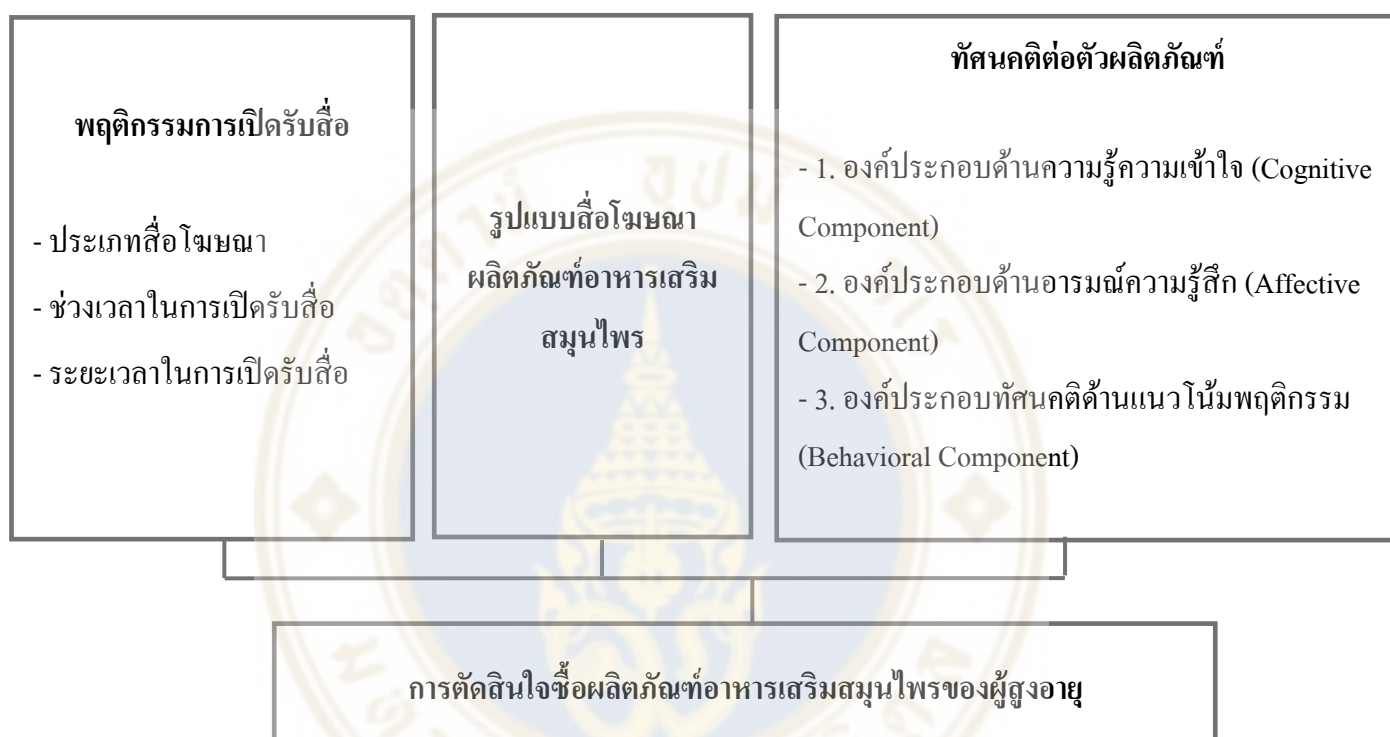 พฤติกรรมการเปิดรับสื่อ
- ประเภทสื่อโฆษณา
- ช่วงเวลาในการเปิดรับสื่อ
- ระยะเวลาในการเปิดรับสื่อ
รูปแบบสื่อโฆษณา
ผลิตภัณฑ์อาหารเสริม
สมุนไพร
ทัศนคติต่อตัวผลิตภัณฑ์
- 1. องค์ประกอบด้านความรู้ความเข้าใจ (Cognitive
Component)
- 2. องค์ประกอบด้านอารมณ์ความรู้สึก (Affective
Component)
- 3. องค์ประกอบทัศนคติด้านแนวโน้มพฤติกรรม
(Behavioral Component)
การตัดสินใจซื้อผลิตภัณฑ์อาหารเสริมสมุนไพรของผู้สูงอายุ